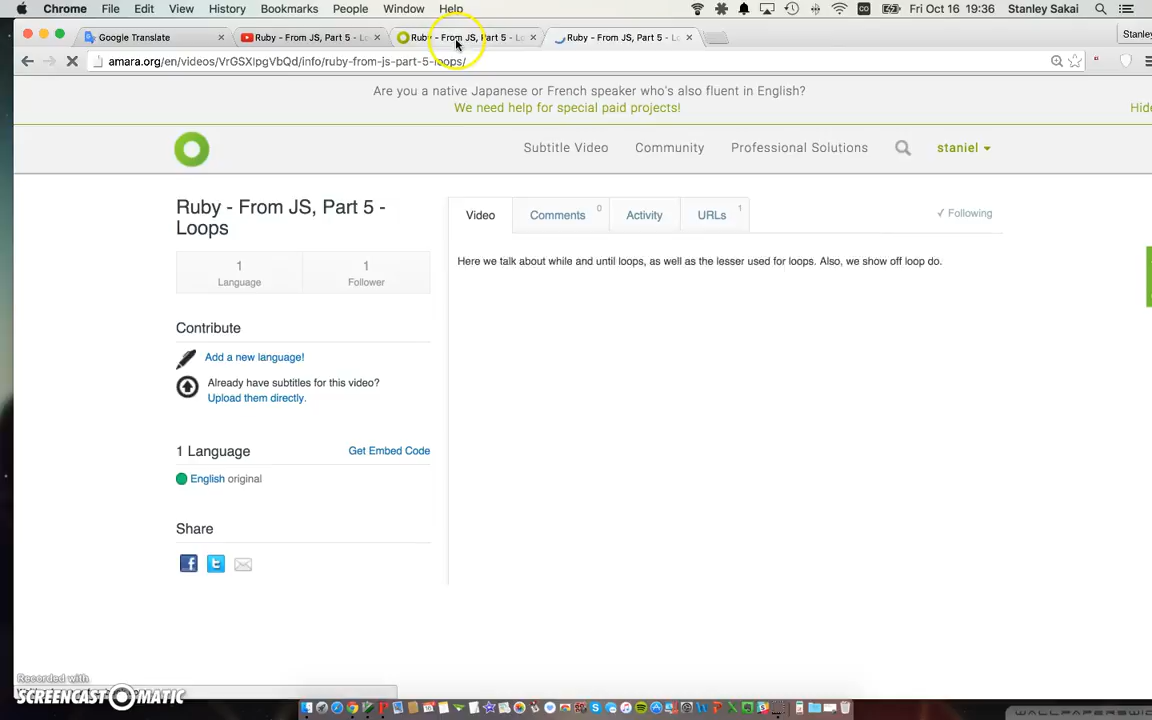 Chrome File Edit View History Bookmarks People Window Help Fri Oct 16 19:36 Stanley Sakai
Google Translate Ruby - From JS, Part 5 - Lo Ruby - From JS, Part 5 - Lo Ruby - From JS, Part 5 - Lo Stanley
amara.org/en/videos/VrGSXIpgVbQd/info/ruby-from-js-part-5-loops/
Are you a native Japanese or French speaker who's also fluent in English?
We need help for special paid projects!
Hide
Subtitle Video Community Professional Solutions staniel
Ruby - From JS, Part 5 -
Loops
1 Language
1 Follower
Contribute
Add a new language!
Already have subtitles for this video?
Upload them directly.
1 Language Get Embed Code
English original
Share
Video Comments 0 Activity URLs 1
✓ Following
Here we talk about while and until loops, as well as the lesser used for loops. Also, we show off loop do.
Recorded with
SCREENCAST-O-MATIC